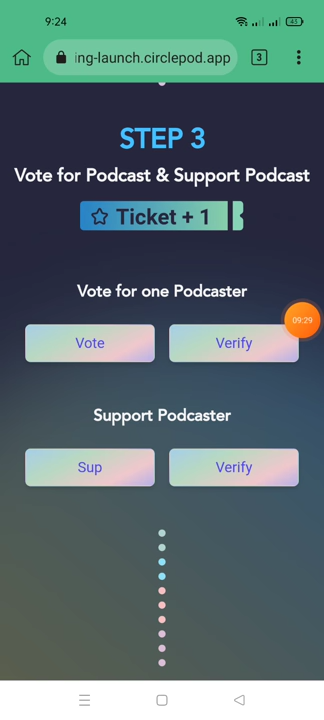 9:24
43
ing-launch.circlepod.app
3
STEP 3
Vote for Podcast & Support Podcast
Ticket + 1
Vote for one Podcaster
Vote
Verify
09:29
Support Podcaster
Sup
Verify